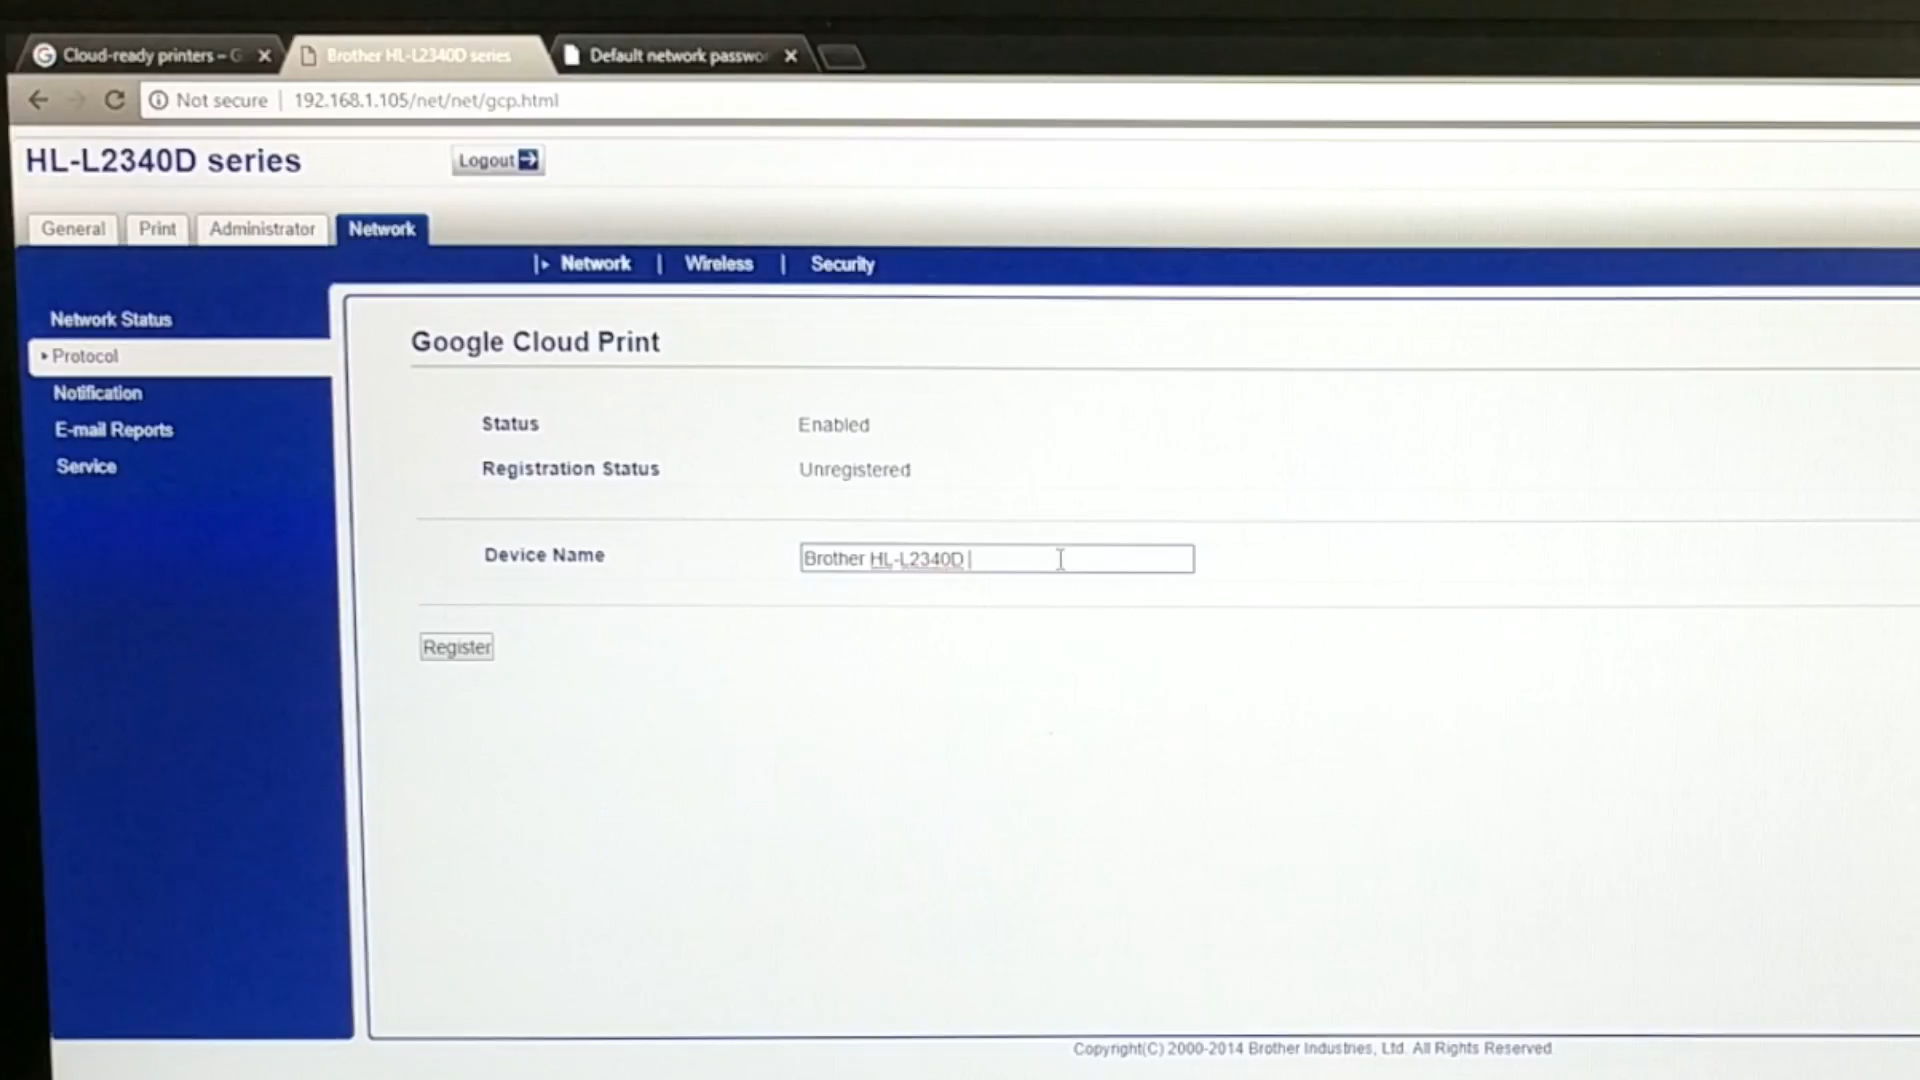 Cloud-ready printers – G
Brother HL-L2340D series
Default network passwo
Not secure | 192.168.1.105/net/net/gcp.html
HL-L2340D series
Logout
General
Print
Administrator
Network
Network | Wireless | Security
Network Status
Protocol
Notification
E-mail Reports
Service
Google Cloud Print
Status Enabled
Registration Status Unregistered
Device Name Brother HL-L2340D
Register
Copyright(C) 2000-2014 Brother Industries, Ltd. All Rights Reserved.